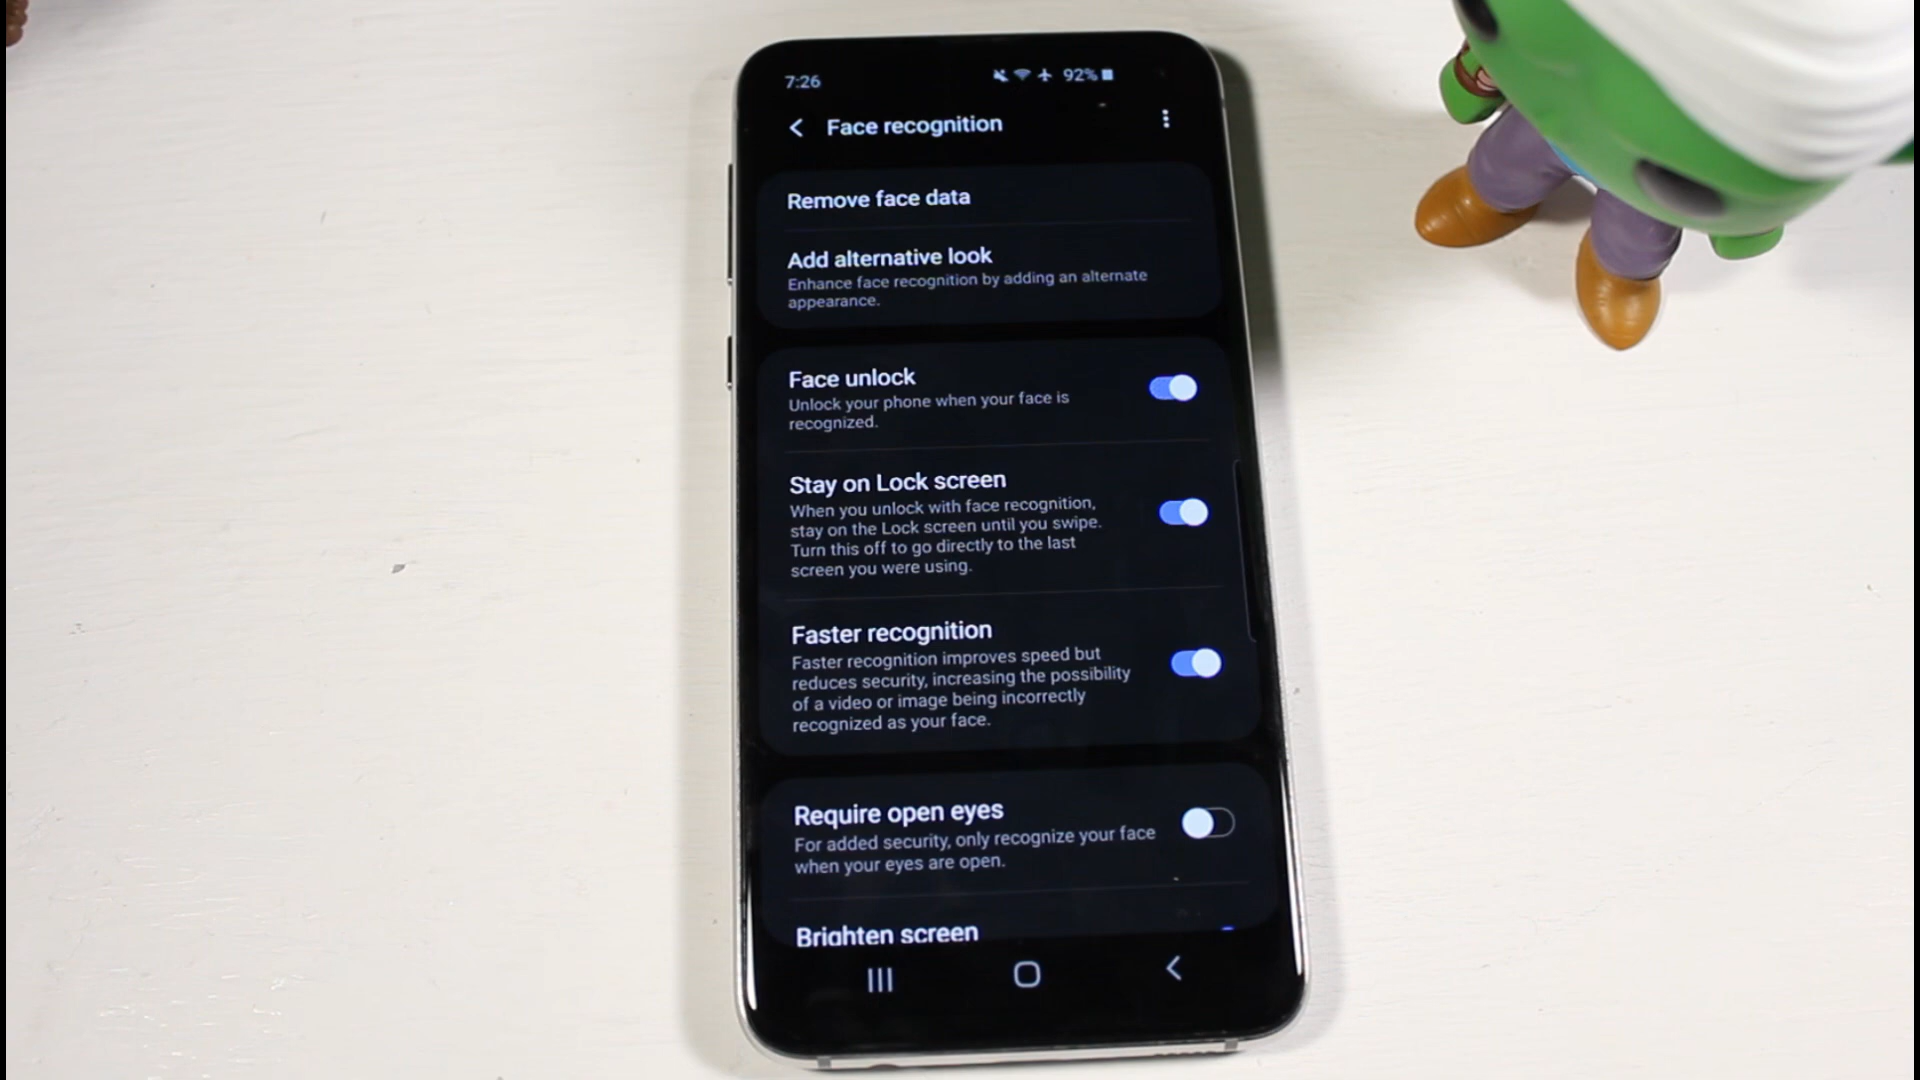 7:26
92%
Face recognition
Remove face data
Add alternative look
Enhance face recognition by adding an alternate
appearance.
Face unlock
Unlock your phone when your face is
recognized.
Stay on Lock screen
When you unlock with face recognition,
stay on the Lock screen until you swipe.
Turn this off to go directly to the last
screen you were using.
Faster recognition
Faster recognition improves speed but
reduces security, increasing the possibility
of a video or image being incorrectly
recognized as your face.
Require open eyes
For added security, only recognize your face
when your eyes are open.
Brighten screen